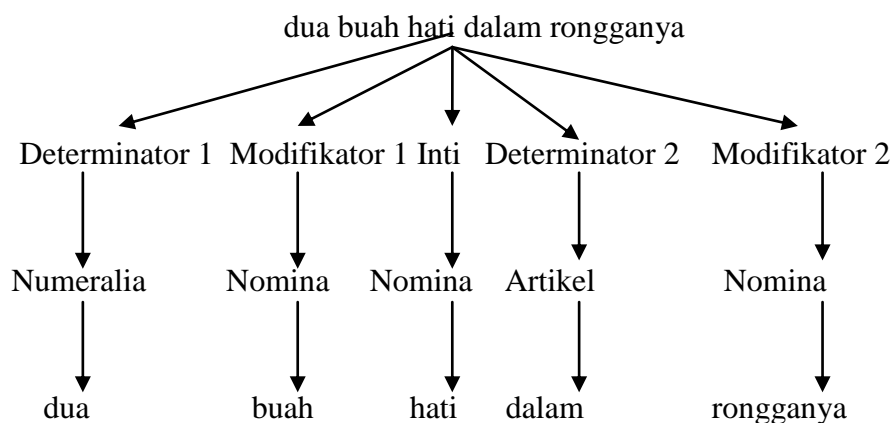 dua buah hati dalam rongganya
Determinator 1 Modifikator 1 Inti Determinator 2 Modifikator 2
Numeralia Nomina Nomina Artikel Nomina
dua buah hati dalam rongganya